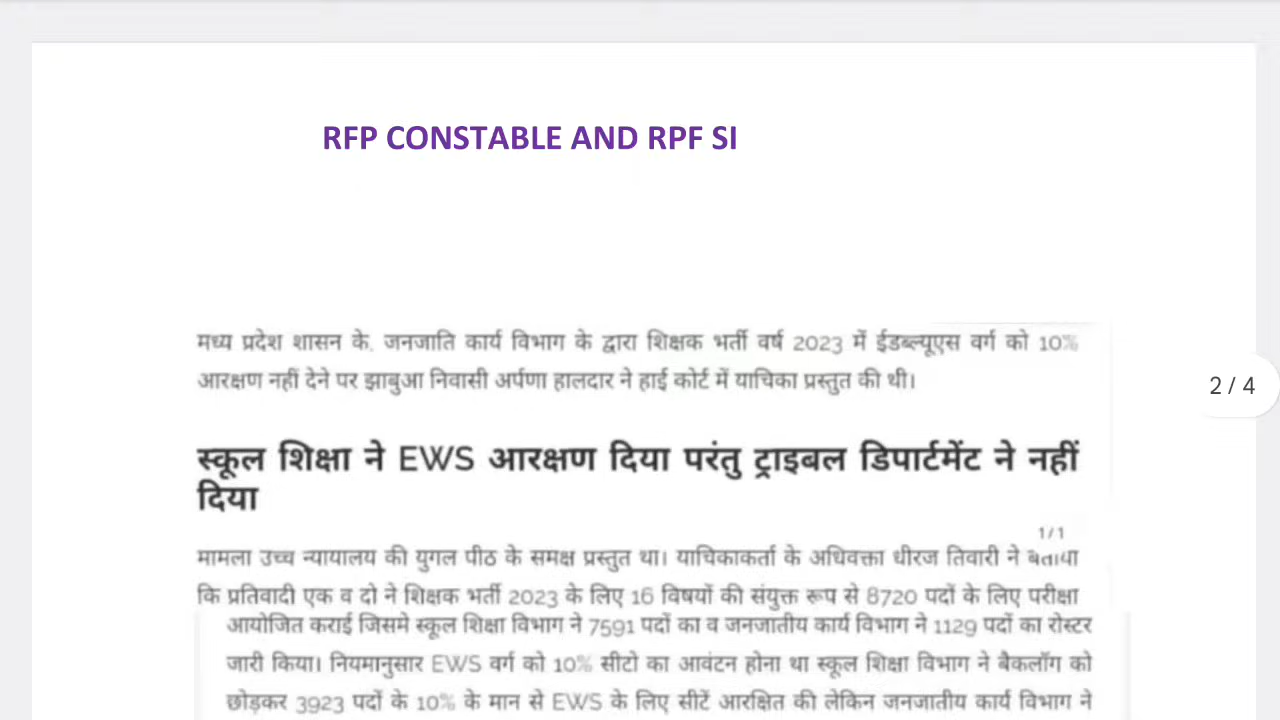 RFP CONSTABLE AND RPF SI
मध्य प्रदेश शासन के, जनजाति कार्य विभाग के द्वारा शिक्षक भर्ती वर्ष 2023 में ईडब्ल्यूएस वर्ग को 10%
आरक्षण नहीं देने पर झाबुआ निवासी अर्पणा हालदार ने हाई कोर्ट में याचिका प्रस्तुत की थी।
2 / 4
स्कूल शिक्षा ने EWS आरक्षण दिया परंतु ट्राइबल डिपार्टमेंट ने नहीं
दिया
1/1
मामला उच्च न्यायालय की युगल पीठ के समक्ष प्रस्तुत था। याचिकाकर्ता के अधिवक्ता धीरज तिवारी ने बताया
कि प्रतिवादी एक व दो ने शिक्षक भर्ती 2023 के लिए 16 विषयों की संयुक्त रूप से 8720 पदों के लिए परीक्षा
आयोजित कराई जिसमे स्कूल शिक्षा विभाग ने 7591 पदों का व जनजातीय कार्य विभाग ने 1129 पदों का रोस्टर
जारी किया। नियमानुसार EWS वर्ग को 10% सीटो का आवंटन होना था स्कूल शिक्षा विभाग ने बैकलॉग को
छोड़कर 3923 पदों के 10% के मान से EWS के लिए सीटें आरक्षित की लेकिन जनजातीय कार्य विभाग ने